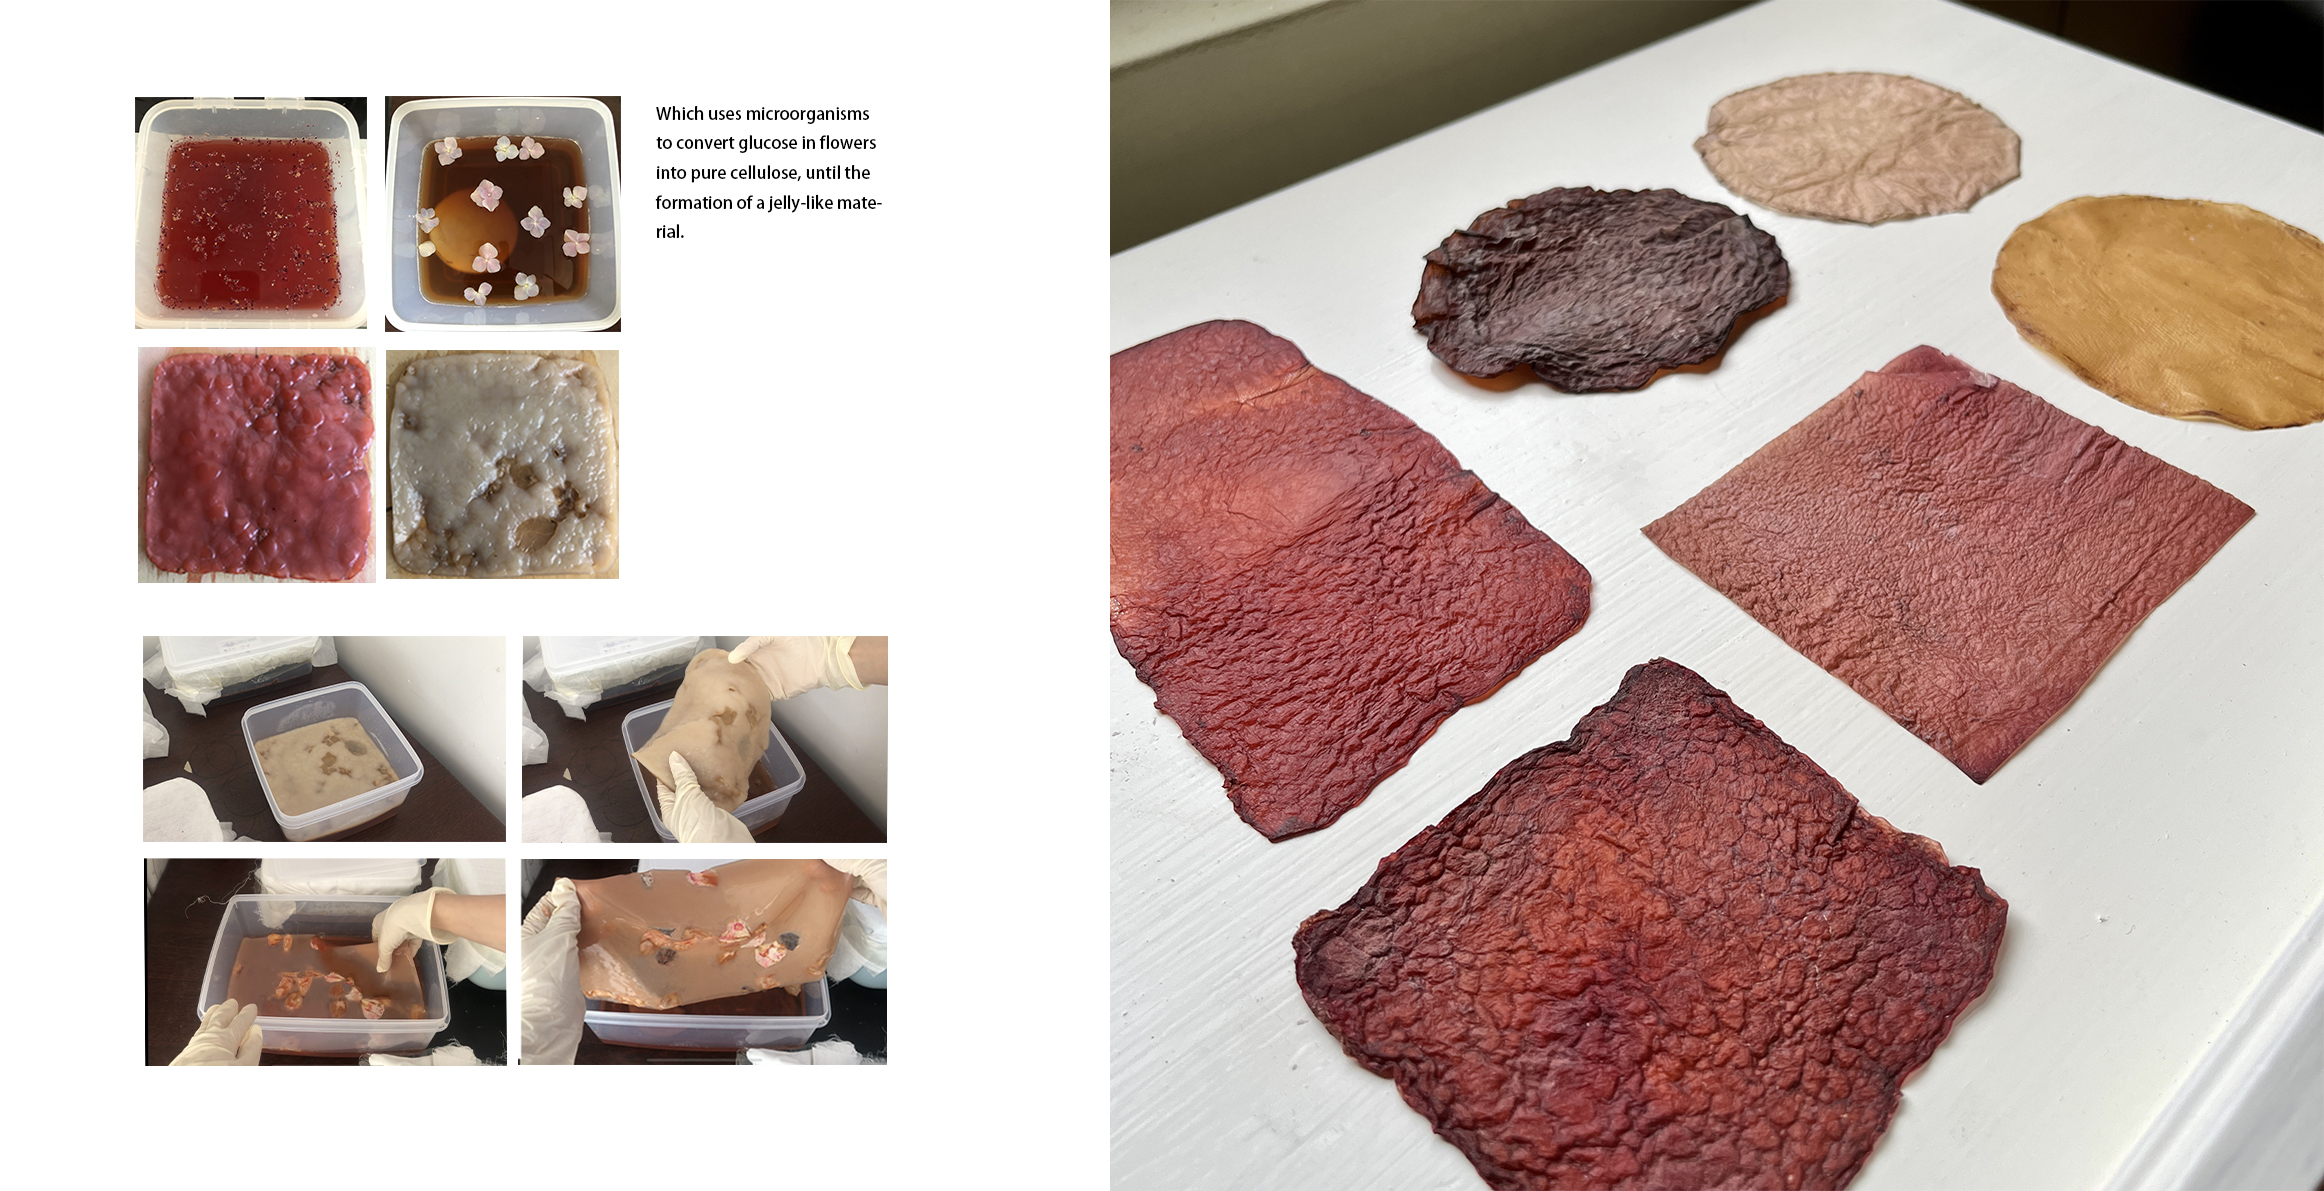 Which uses microorganisms
to convert glucose in flowers
into pure cellulose, until the
formation of a jelly-like mate-
rial.